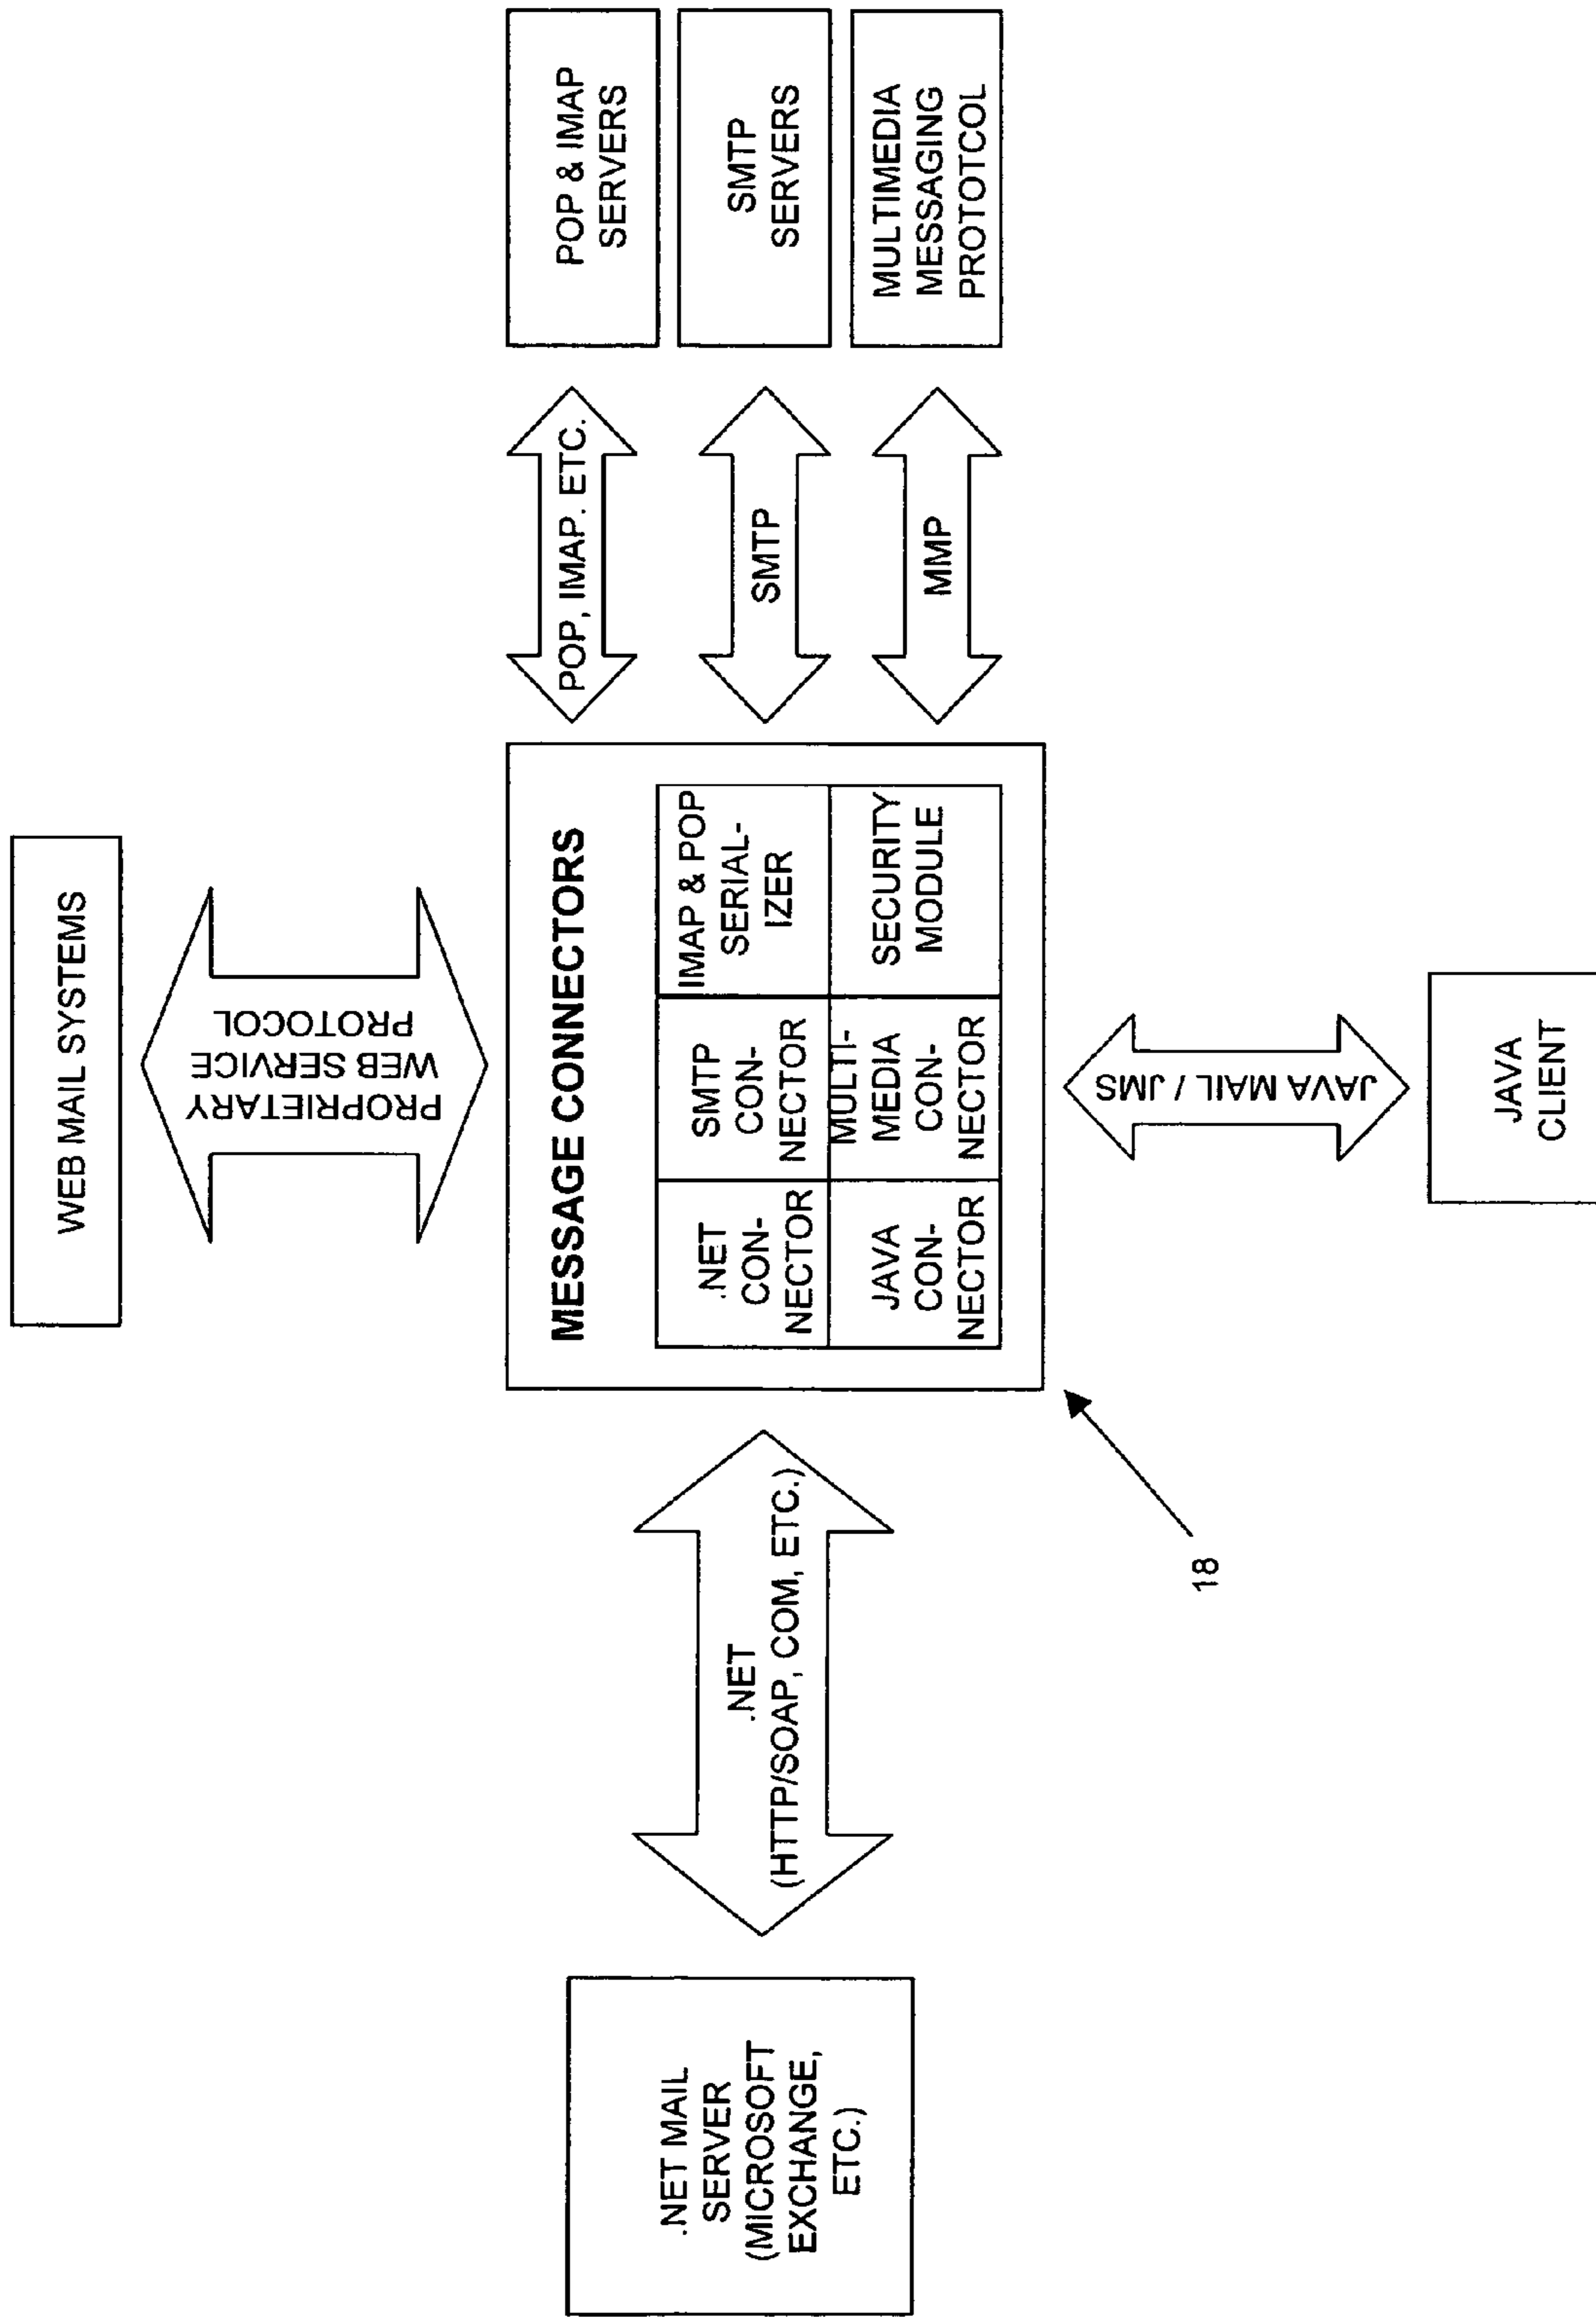 WEB MAIL SYSTEMS
PROPRIETARY
WEB SERVICE
PROTOCOL
.NET MAIL
SERVER
(MICROSOFT
EXCHANGE,
ETC.)
.NET
(HTTP/SOAP, COM, ETC.)
MESSAGE CONNECTORS
.NET
CON-
NECTOR
SMTP
CON-
NECTOR
IMAP & POP
SERIAL-
IZER
JAVA
CON-
NECTOR
MULTI-
MEDIA
CON-
NECTOR
SECURITY
MODULE
POP, IMAP. ETC.
POP & IMAP
SERVERS
SMTP
SMTP
SERVERS
MMP
MULTIMEDIA
MESSAGING
PROTOTCOL
18
JAVA MAIL / JMS
JAVA
CLIENT